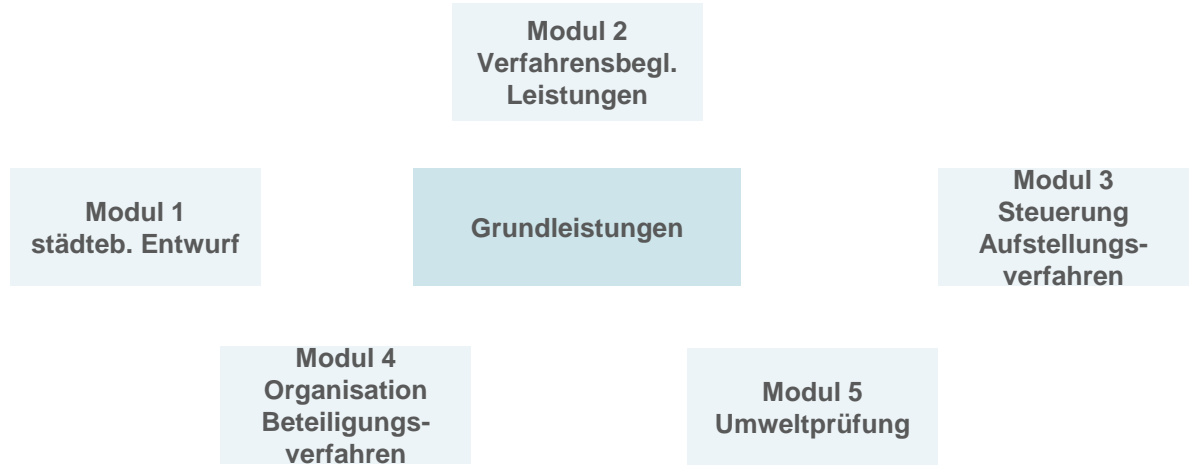 Modul 2
Verfahrensbegl.
Leistungen
Modul 1
städteb. Entwurf
Grundleistungen
Modul 3
Steuerung
Aufstellungs-
verfahren
Modul 4
Organisation
Beteiligungs-
verfahren
Modul 5
Umweltprüfung